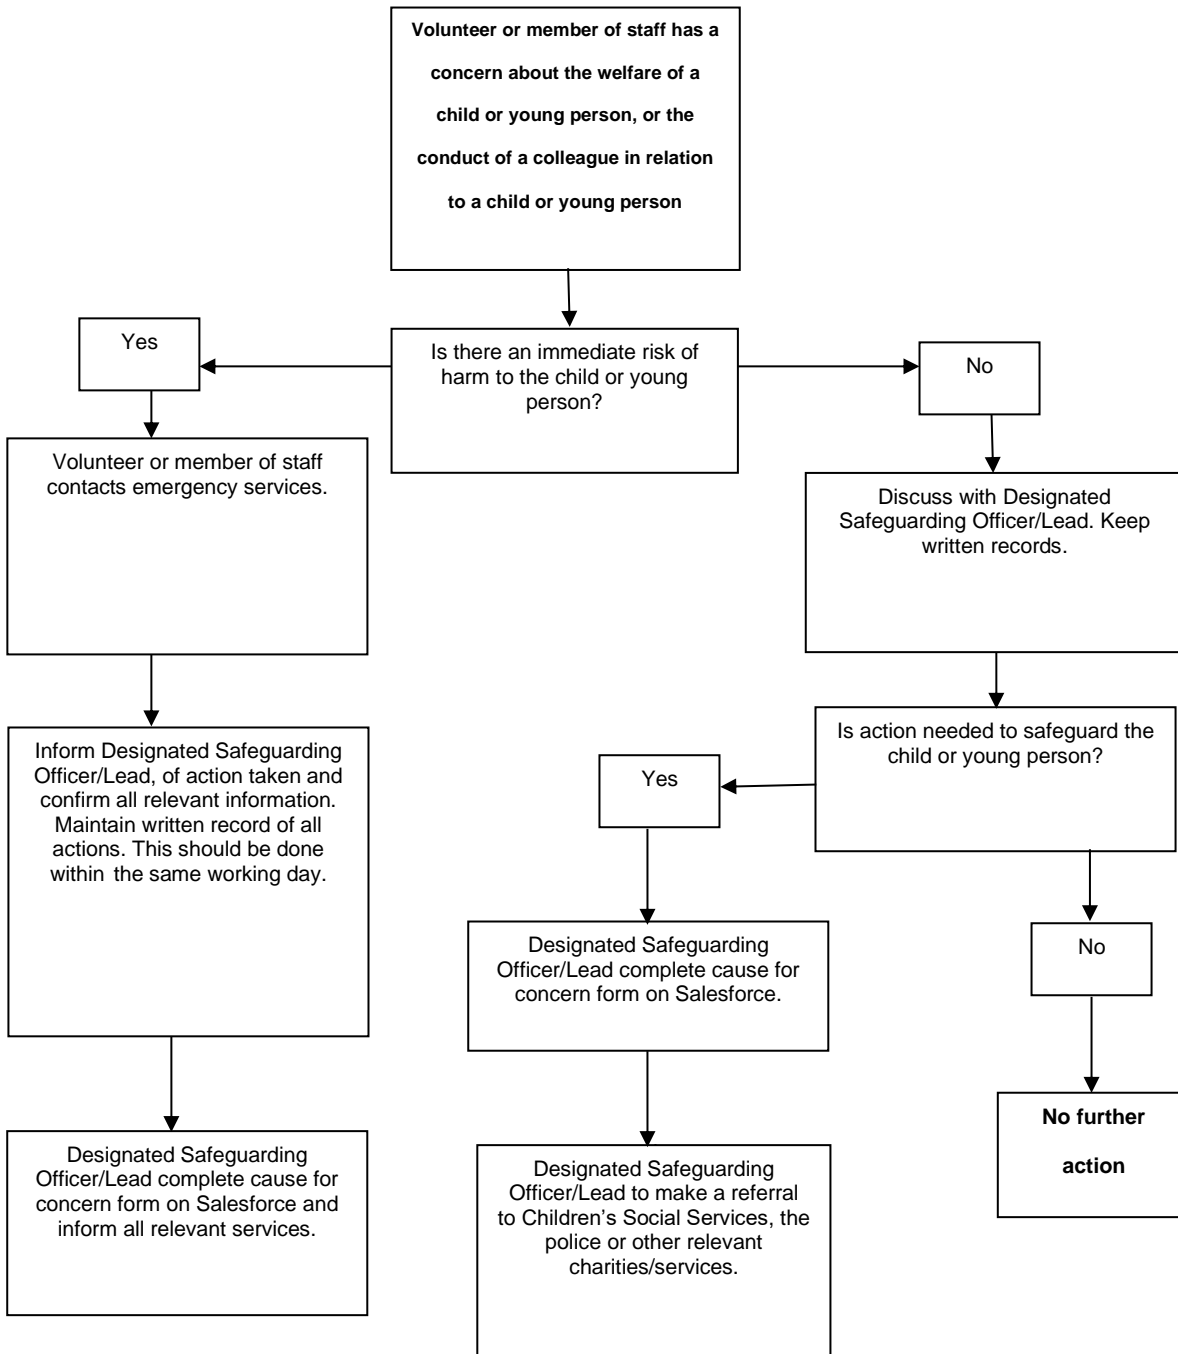 Volunteer or member of staff has a
concern about the welfare of a
child or young person, or the
conduct of a colleague in relation
to a child or young person
Yes
Is there an immediate risk of
harm to the child or young
person?
No
Volunteer or member of staff
contacts emergency services.
Discuss with Designated
Safeguarding Officer/Lead. Keep
written records.
Inform Designated Safeguarding
Officer/Lead, of action taken and
confirm all relevant information.
Maintain written record of all
actions. This should be done
within the same working day.
Is action needed to safeguard the
child or young person?
Yes
Designated Safeguarding
Officer/Lead complete cause for
concern form on Salesforce.
No
Designated Safeguarding
Officer/Lead complete cause for
concern form on Salesforce and
inform all relevant services.
Designated Safeguarding
Officer/Lead to make a referral
to Children’s Social Services, the
police or other relevant
charities/services.
No further
action